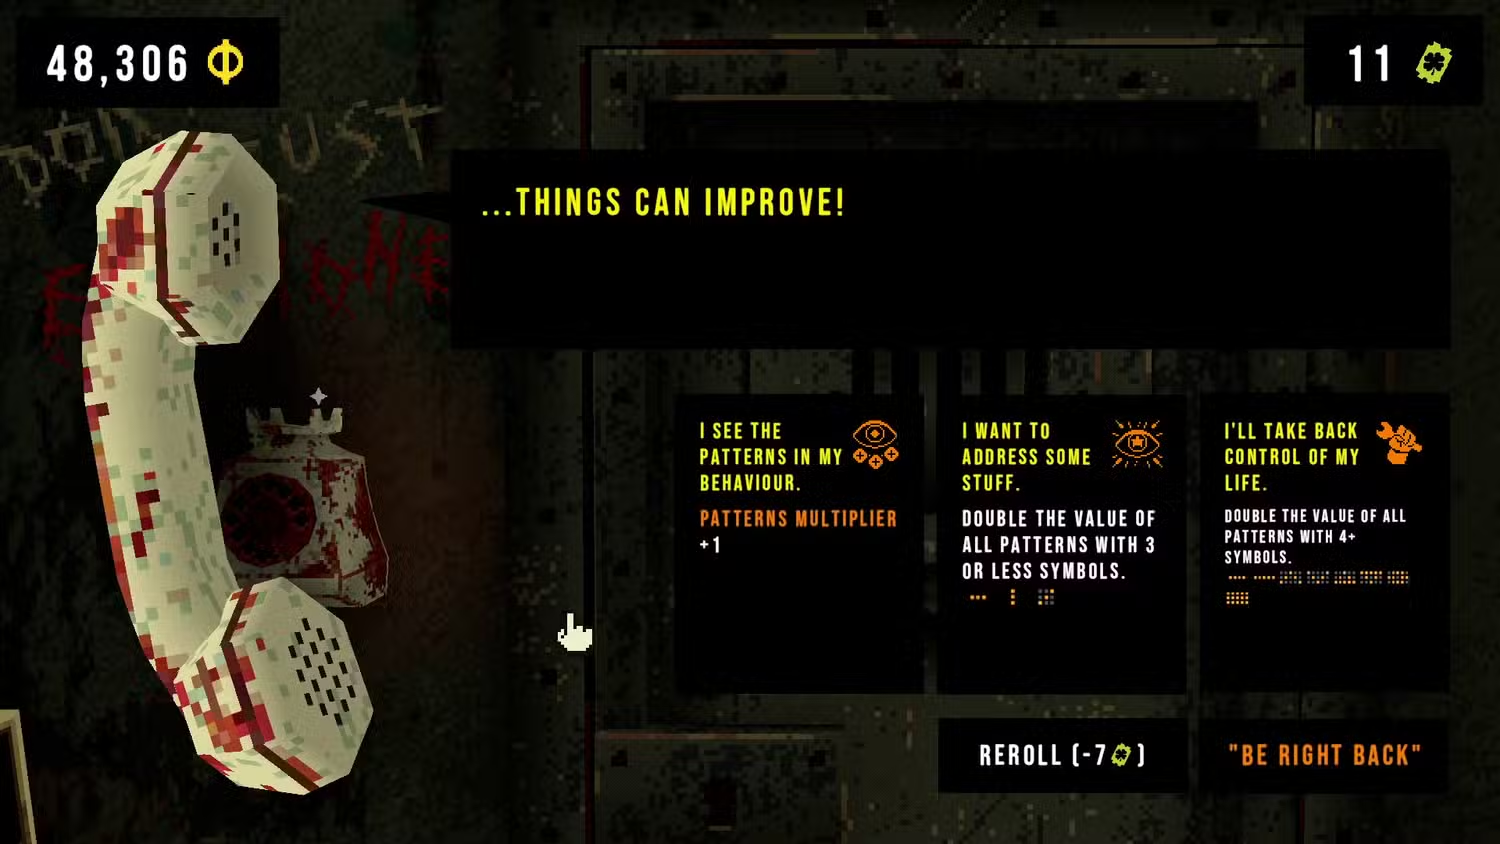 48,306
11
UST
...THINGS CAN IMPROVE!
I SEE THE
PATTERNS IN MY
BEHAVIOUR.
PATTERNS MULTIPLIER
+1
I WANT TO
ADDRESS SOME
STUFF.
DOUBLE THE VALUE OF
ALL PATTERNS WITH 3
OR LESS SYMBOLS.
I'LL TAKE BACK
CONTROL OF MY
LIFE.
DOUBLE THE VALUE OF ALL
PATTERNS WITH 4+
SYMBOLS.
REROLL (-7 )
"BE RIGHT BACK"